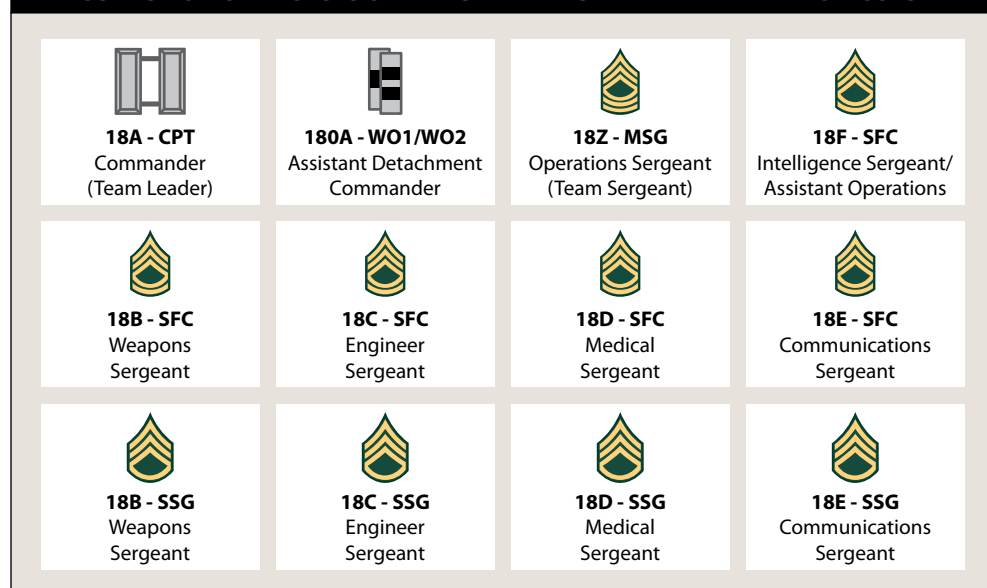 18A - CPT
Commander
(Team Leader)
180A - WO1/WO2
Assistant Detachment
Commander
18Z - MSG
Operations Sergeant
(Team Sergeant)
18F - SFC
Intelligence Sergeant/
Assistant Operations
18B - SFC
Weapons
Sergeant
18C - SFC
Engineer
Sergeant
18D - SFC
Medical
Sergeant
18E - SFC
Communications
Sergeant
18B - SSG
Weapons
Sergeant
18C - SSG
Engineer
Sergeant
18D - SSG
Medical
Sergeant
18E - SSG
Communications
Sergeant